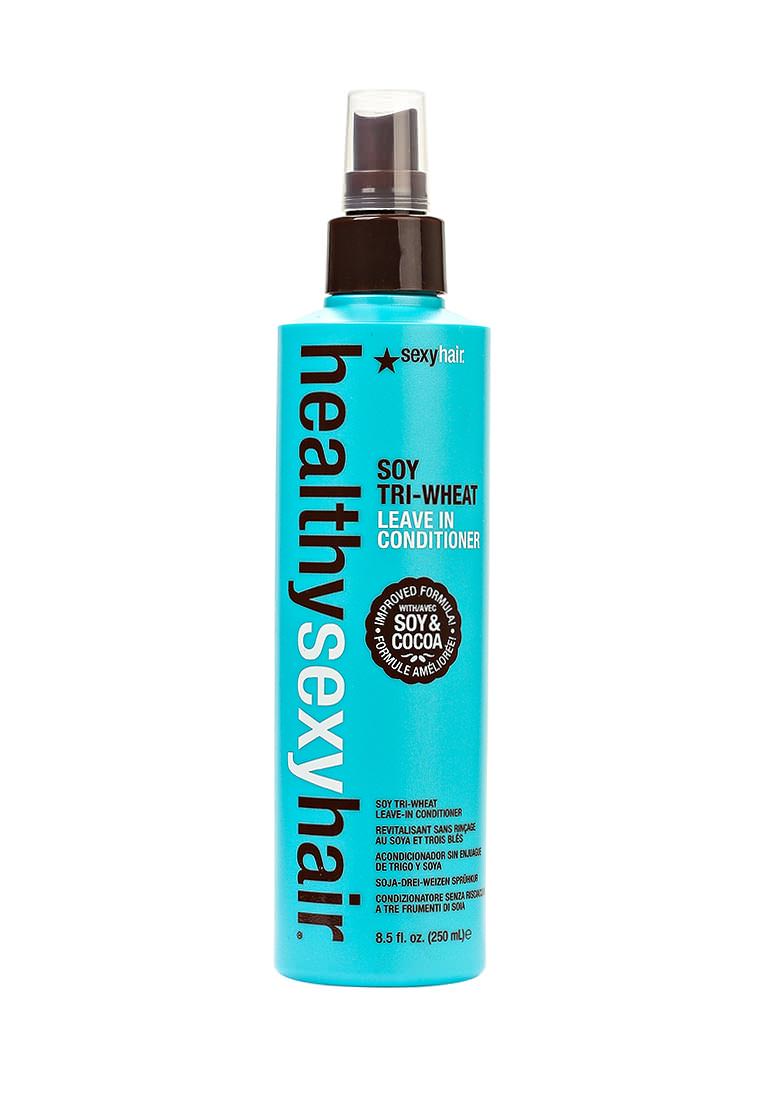 healthysexyhair®
★sexyhair.
SOY
TRI-WHEAT
LEAVE IN
CONDITIONER
• IMPROVED FORMULA! •
WITH/AVEC
SOY &
COCOA
FORMULE AMÉLIORÉE!
SOY TRI-WHEAT
LEAVE-IN CONDITIONER
REVITALISANT SANS RINÇAGE
AU SOYA ET TROIS BLÉS
ACONDICIONADOR SIN ENJUAGUE
DE TRIGO Y SOYA
SOJA-DREI-WEIZEN SPRÜHKUR
CONDIZIONATORE SENZA
A TRE FRUMENTI DI SOIA
8.5 fl. oz. (250 mL)℮